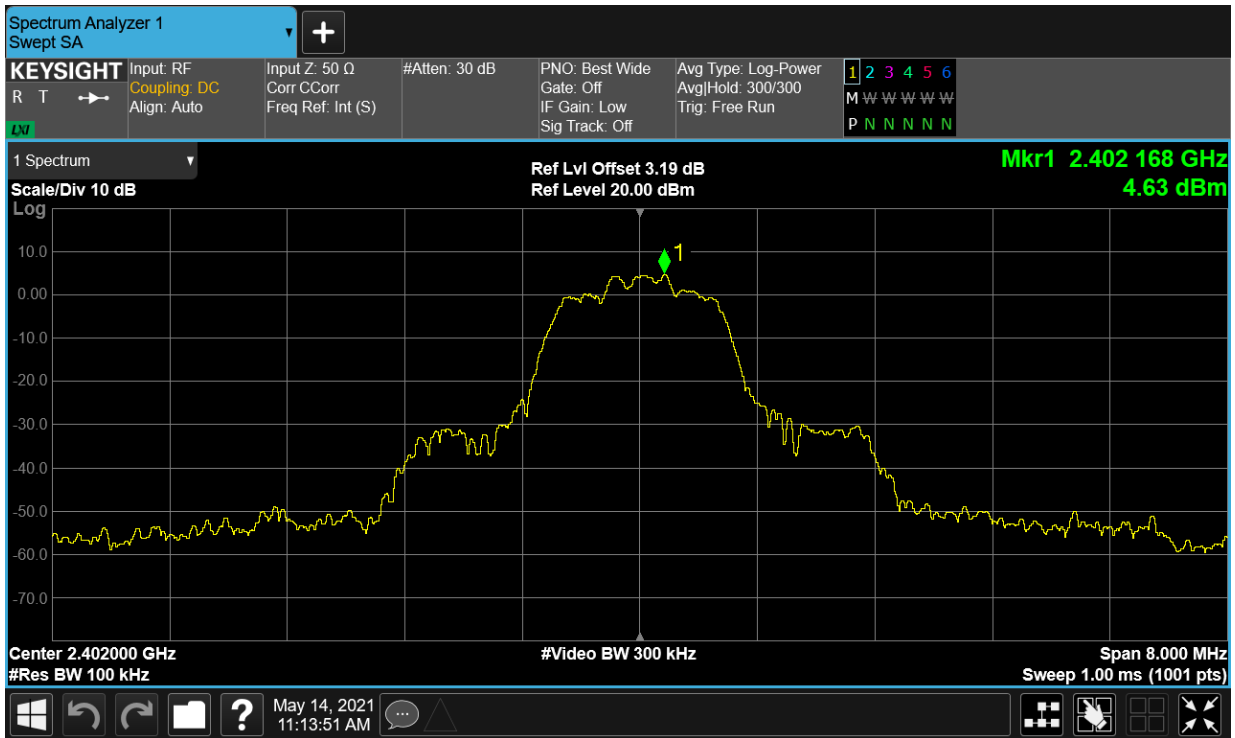 Spectrum Analyzer 1
Swept SA
KEYSIGHT
R T
LXI
Input: RF
Coupling: DC
Align: Auto
Input Z: 50 Ω
Corr CCorr
Freq Ref: Int (S)
#Atten: 30 dB
PNO: Best Wide
Gate: Off
IF Gain: Low
Sig Track: Off
Avg Type: Log-Power
Avg|Hold: 300/300
Trig: Free Run
1 2 3 4 5 6
M W W W W W
P N N N N N
1 Spectrum
Scale/Div 10 dB
Log
Ref Lvl Offset 3.19 dB
Ref Level 20.00 dBm
Mkr1 2.402 168 GHz
4.63 dBm
1
10.0
0.00
-10.0
-20.0
-30.0
-40.0
-50.0
-60.0
-70.0
Center 2.402000 GHz
#Res BW 100 kHz
#Video BW 300 kHz
Span 8.000 MHz
Sweep 1.00 ms (1001 pts)
?
May 14, 2021
11:13:51 AM